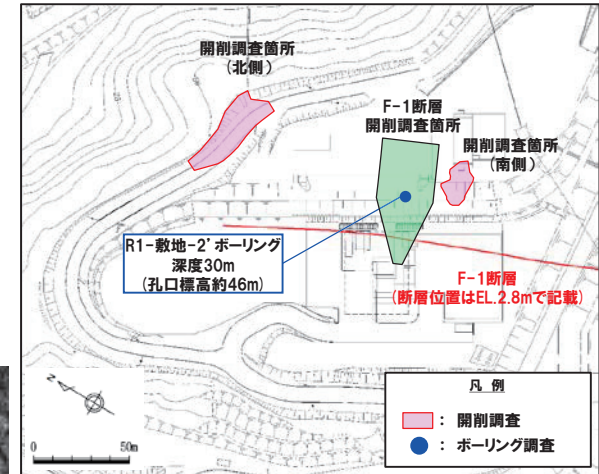 開削調査箇所
(北側)
F-1断層
開削調査箇所
開削調査箇所
(南側)
R1-敷地-2'ボーリング
深度30m
(孔口標高約46m)
F-1断層
(断層位置はEL.2.8mで記載)
凡 例
: 開削調査
: ボーリング調査
N
0 50m